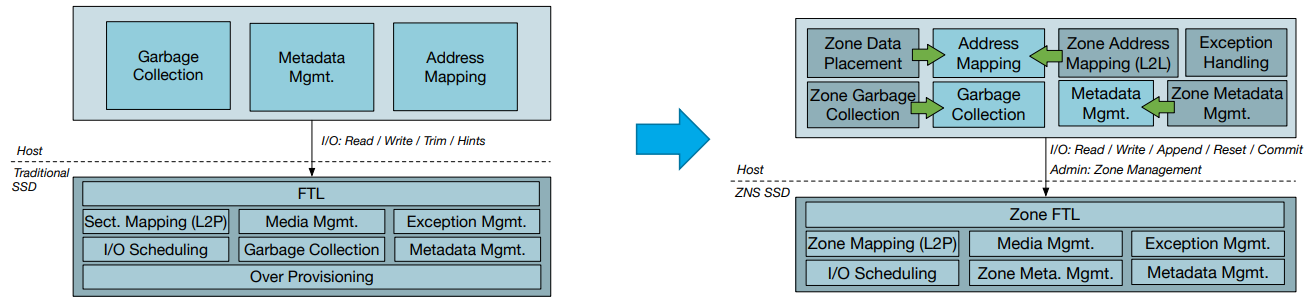 Garbage
Collection
Metadata
Mgmt.
Address
Mapping
I/O: Read / Write / Trim / Hints
Host
Traditional
SSD
FTL
Sect. Mapping (L2P)
Media Mgmt.
Exception Mgmt.
I/O Scheduling
Garbage Collection
Metadata Mgmt.
Over Provisioning
Zone Data
Placement
Address
Mapping
Zone Address
Mapping (L2L)
Exception
Handling
Zone Garbage
Collection
Garbage
Collection
Metadata
Mgmt.
Zone Metadata
Mgmt.
I/O: Read / Write / Append / Reset / Commit
Admin: Zone Management
Host
ZNS SSD
Zone FTL
Zone Mapping (L2P)
Media Mgmt.
Exception Mgmt.
I/O Scheduling
Zone Meta. Mgmt.
Metadata Mgmt.